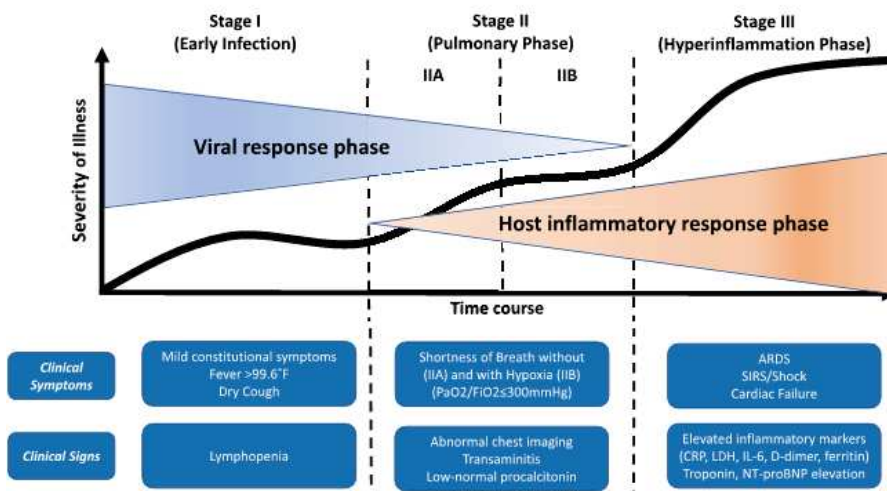 Stage I
(Early Infection)
Stage II
(Pulmonary Phase)
Stage III
(Hyperinflammation Phase)
IIA
IIB
Severity of Illness
Viral response phase
Host inflammatory response phase
Time course
Clinical
Symptoms
Mild constitutional symptoms
Fever >99.6°F
Dry Cough
Shortness of Breath without
(IIA) and with Hypoxia (IIB)
(PaO2/FiO2≤300mmHg)
ARDS
SIRS/Shock
Cardiac Failure
Clinical Signs
Lymphopenia
Abnormal chest imaging
Transaminitis
Low-normal procalcitonin
Elevated inflammatory markers
(CRP, LDH, IL-6, D-dimer, ferritin)
Troponin, NT-proBNP elevation